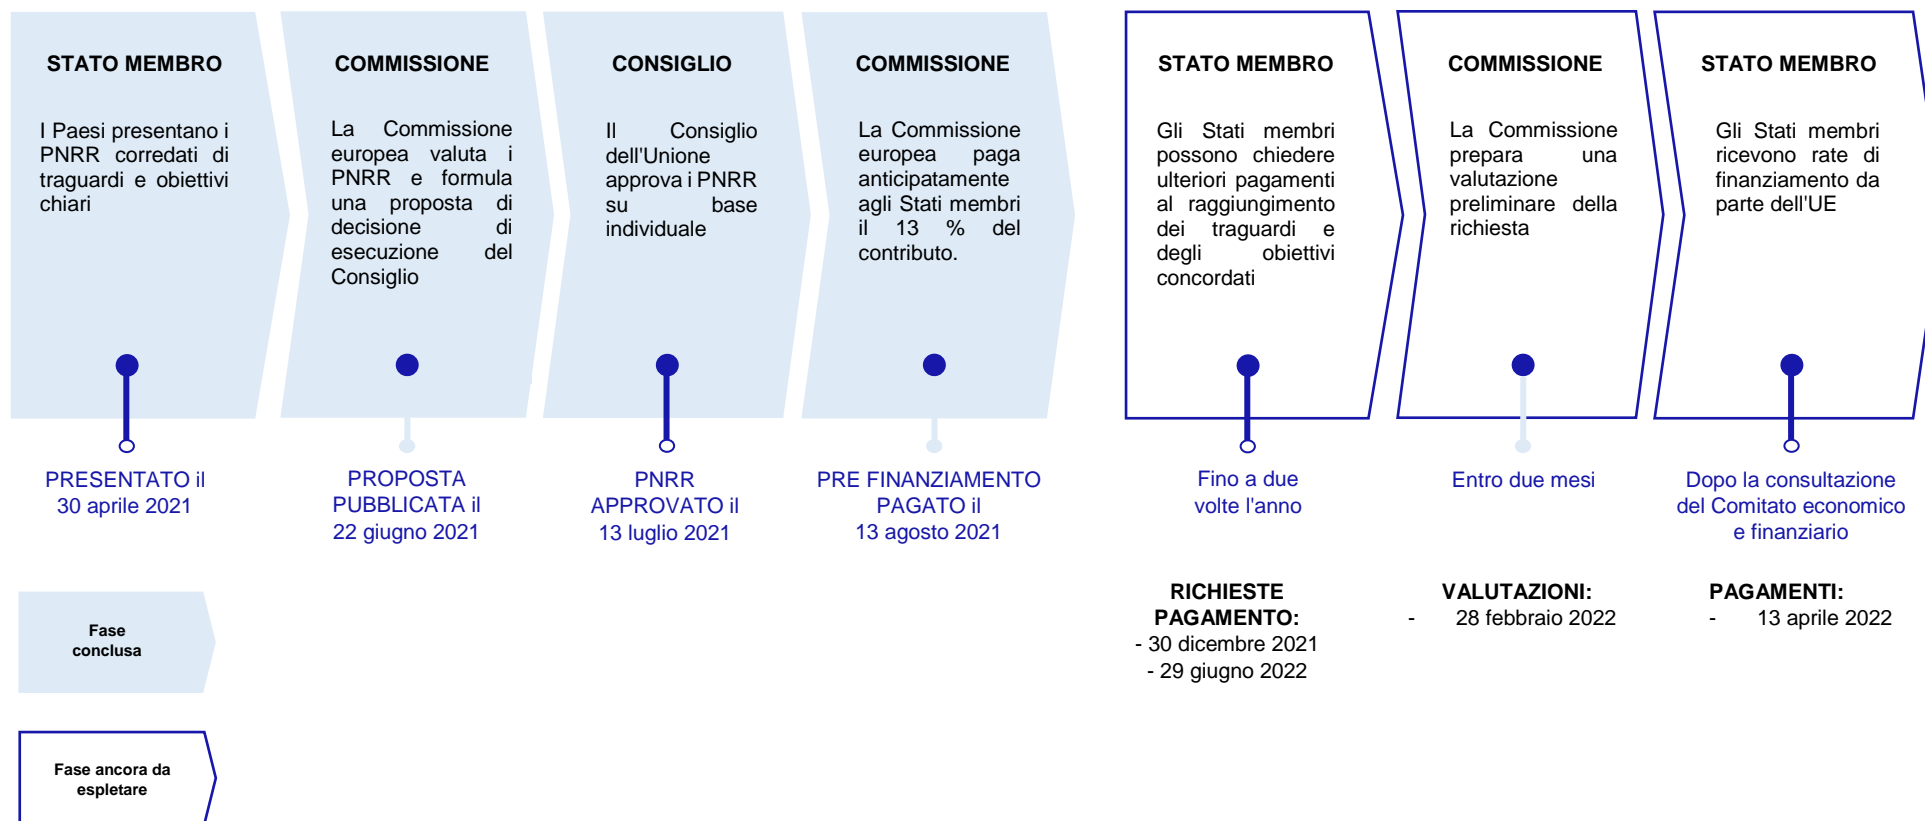 STATO MEMBRO
I Paesi presentano i
PNRR corredati di
traguardi e obiettivi
chiari
PRESENTATO il
30 aprile 2021
COMMISSIONE
La Commissione
europea valuta i
PNRR e formula
una proposta di
decisione di
esecuzione del
Consiglio
PROPOSTA
PUBBLICATA il
22 giugno 2021
CONSIGLIO
Il Consiglio
dell'Unione
approva i PNRR
su base
individuale
PNRR
APPROVATO il
13 luglio 2021
COMMISSIONE
La Commissione
europea paga
anticipatamente
agli Stati membri
il 13 % del
contributo.
PRE FINANZIAMENTO
PAGATO il
13 agosto 2021
STATO MEMBRO
Gli Stati membri
possono chiedere
ulteriori pagamenti
al raggiungimento
dei traguardi e
degli obiettivi
concordati
Fino a due
volte l'anno
RICHIESTE
PAGAMENTO:
- 30 dicembre 2021
- 29 giugno 2022
COMMISSIONE
La Commissione
prepara una
valutazione
preliminare della
richiesta
Entro due mesi
VALUTAZIONI:
- 28 febbraio 2022
STATO MEMBRO
Gli Stati membri
ricevono rate di
finanziamento da
parte dell'UE
Dopo la consultazione
del Comitato economico
e finanziario
PAGAMENTI:
- 13 aprile 2022
Fase
conclusa
Fase ancora da
espletare